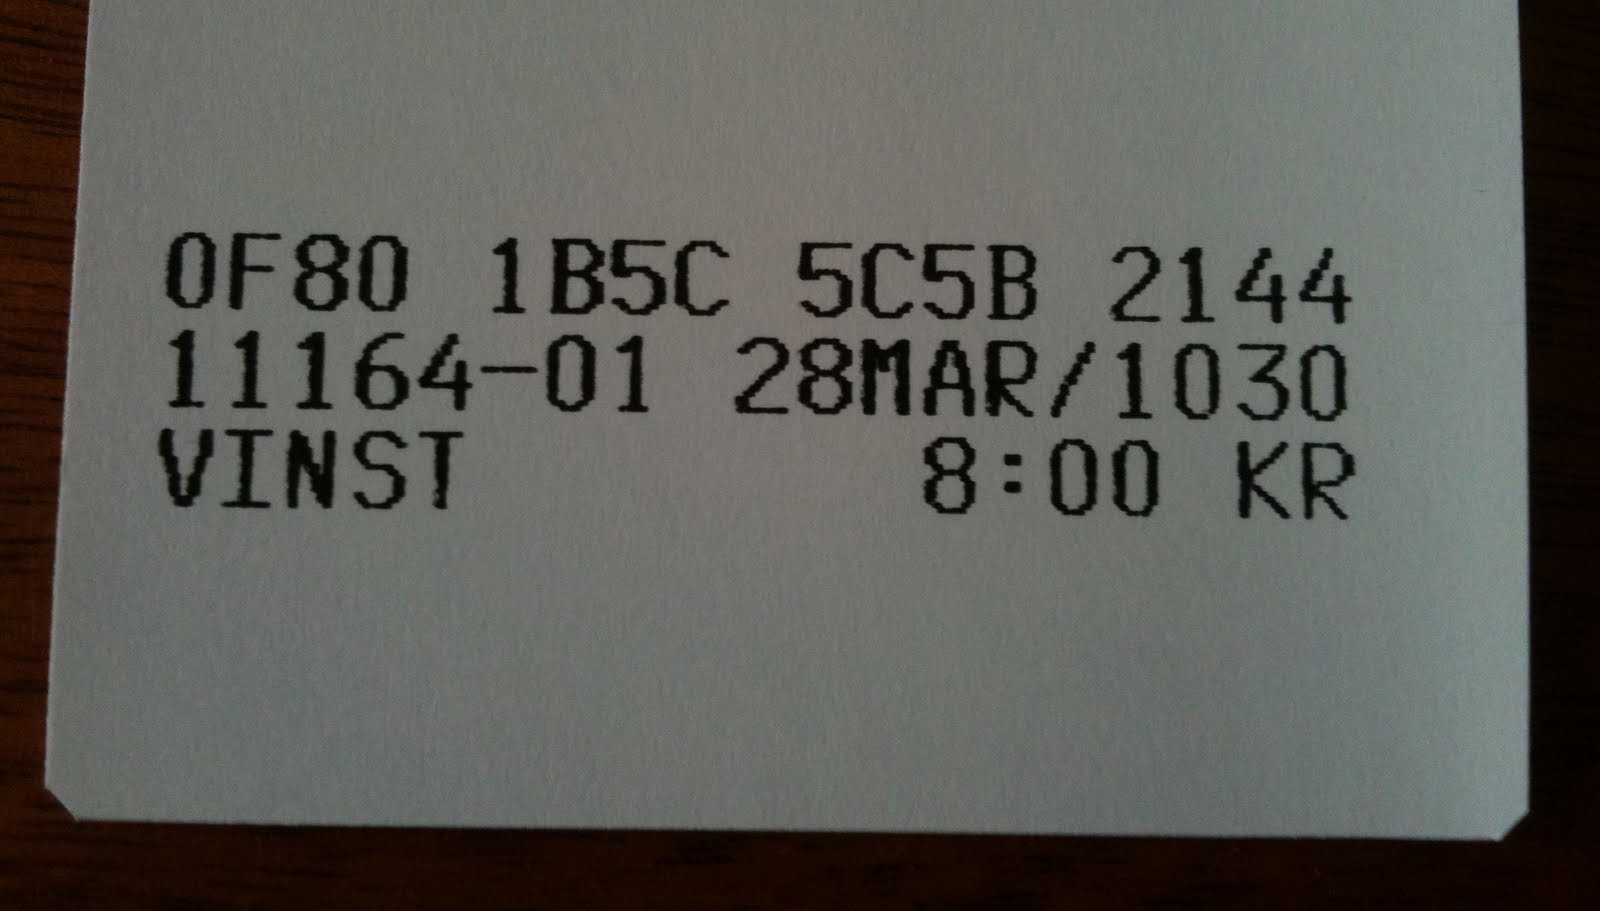 0F80 1B5C 5C5B 2144
11164-01 28MAR/1030
VINST 8:00 KR